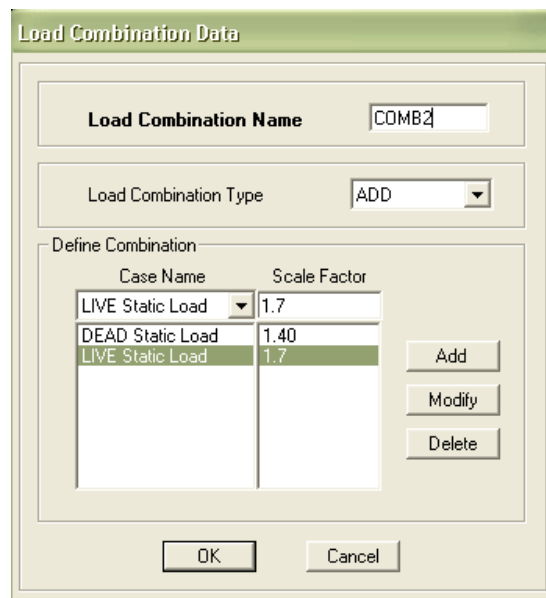 Load Combination Data
Load Combination Name COMB2
Load Combination Type ADD
Define Combination
Case Name Scale Factor
LIVE Static Load 1.7
DEAD Static Load 1.40
LIVE Static Load 1.7
Add
Modify
Delete
OK Cancel